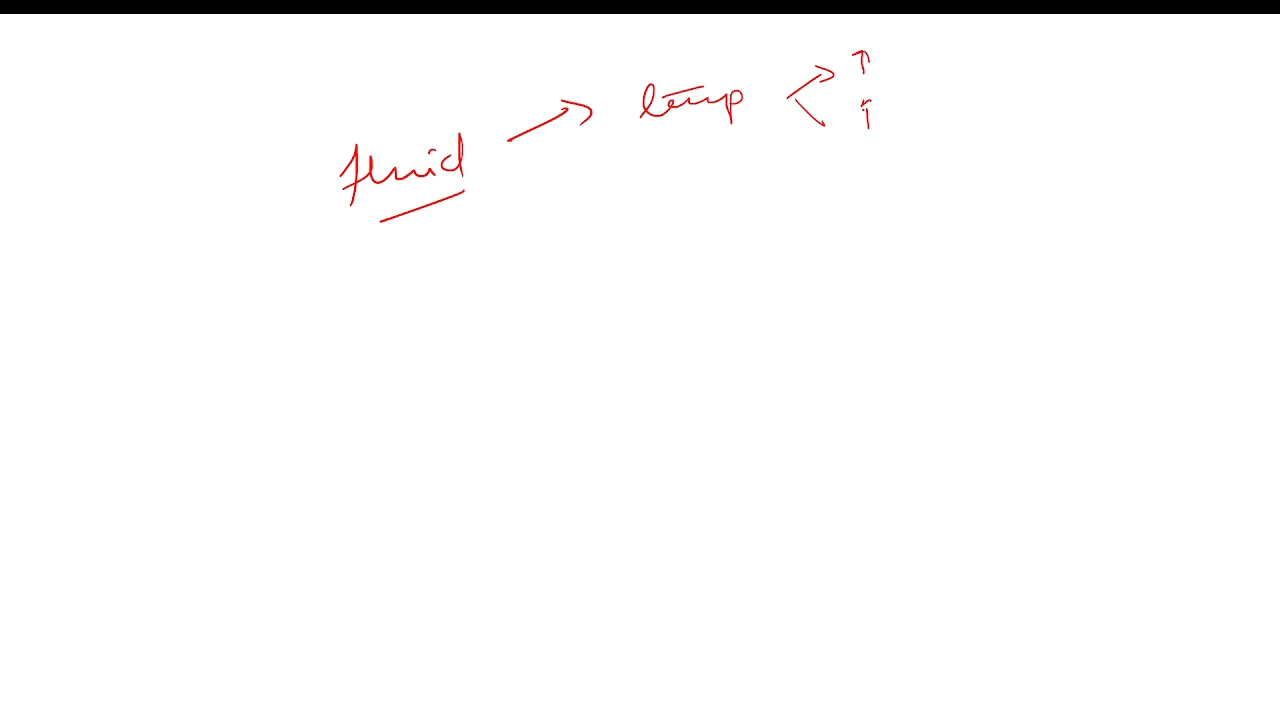 fluid → temp < ↑ ↑